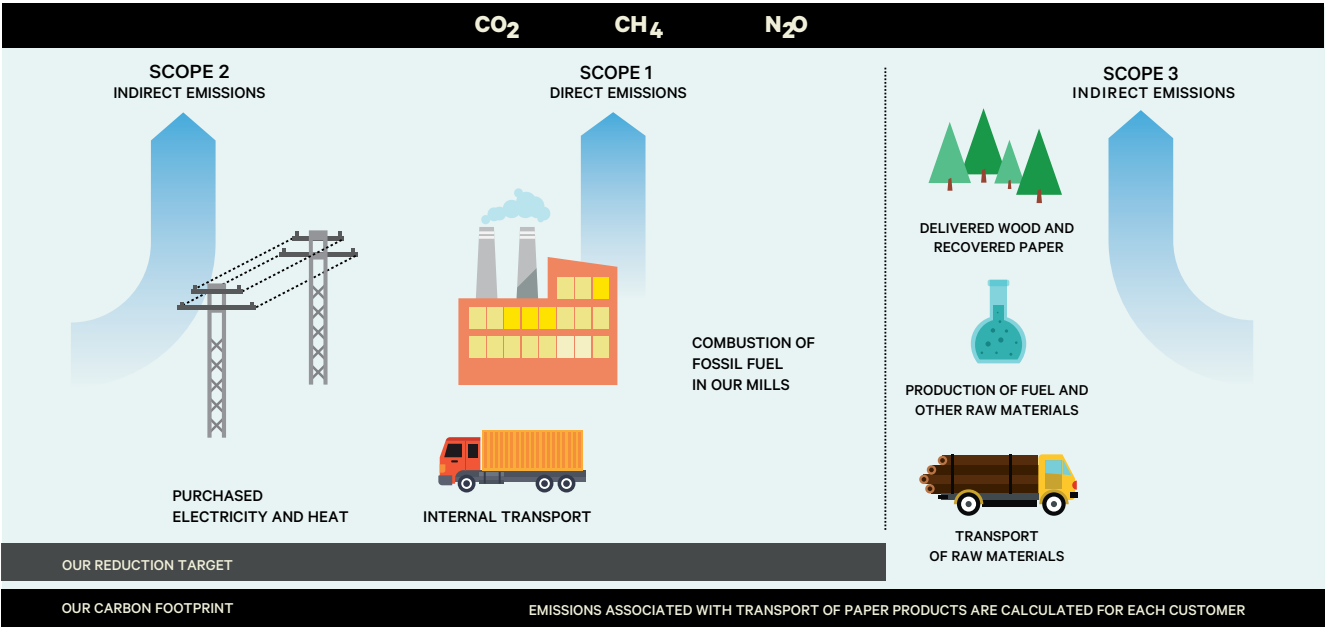 CO2 CH4 N2O
SCOPE 2
INDIRECT EMISSIONS
PURCHASED
ELECTRICITY AND HEAT
SCOPE 1
DIRECT EMISSIONS
COMBUSTION OF
FOSSIL FUEL
IN OUR MILLS
INTERNAL TRANSPORT
SCOPE 3
INDIRECT EMISSIONS
DELIVERED WOOD AND
RECOVERED PAPER
PRODUCTION OF FUEL AND
OTHER RAW MATERIALS
TRANSPORT
OF RAW MATERIALS
OUR REDUCTION TARGET
OUR CARBON FOOTPRINT
EMISSIONS ASSOCIATED WITH TRANSPORT OF PAPER PRODUCTS ARE CALCULATED FOR EACH CUSTOMER